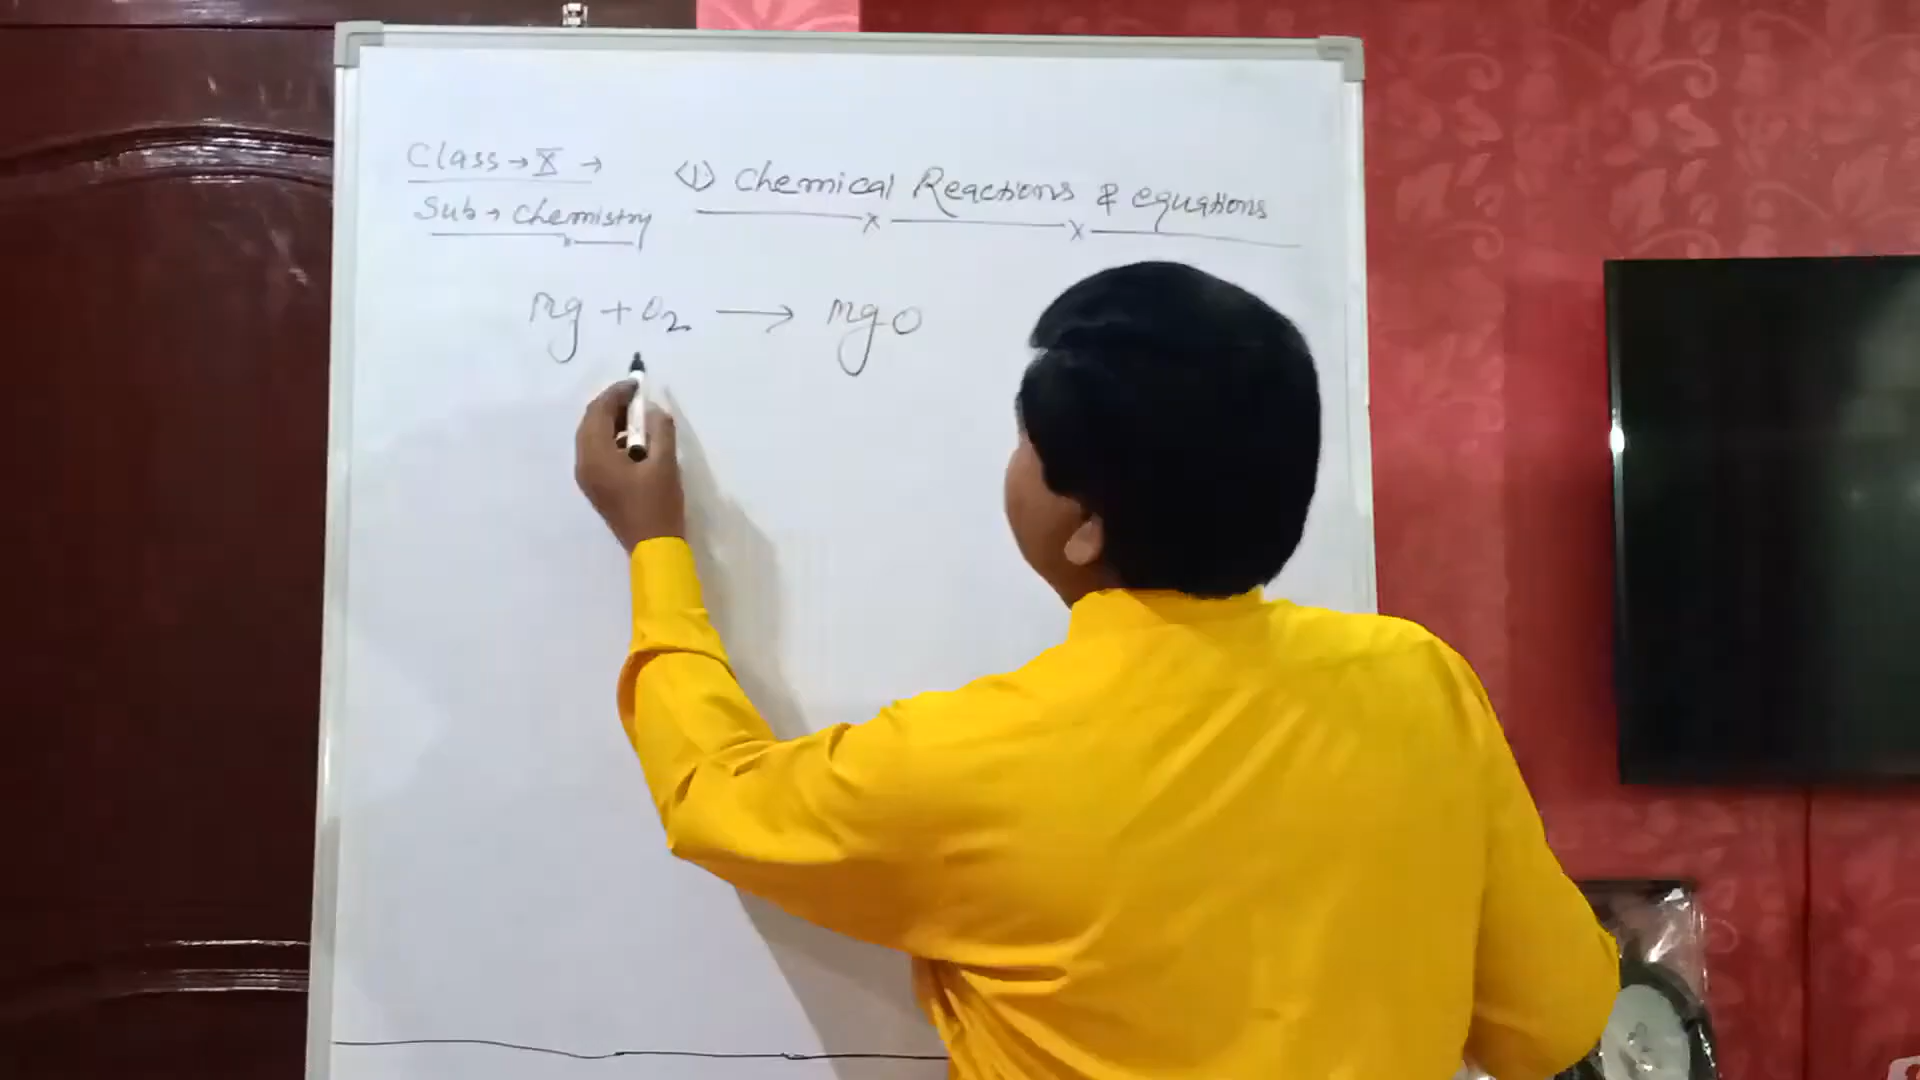 Class → X →
Sub → Chemistry
(1) Chemical Reactions & equations
Mg + O2 → MgO